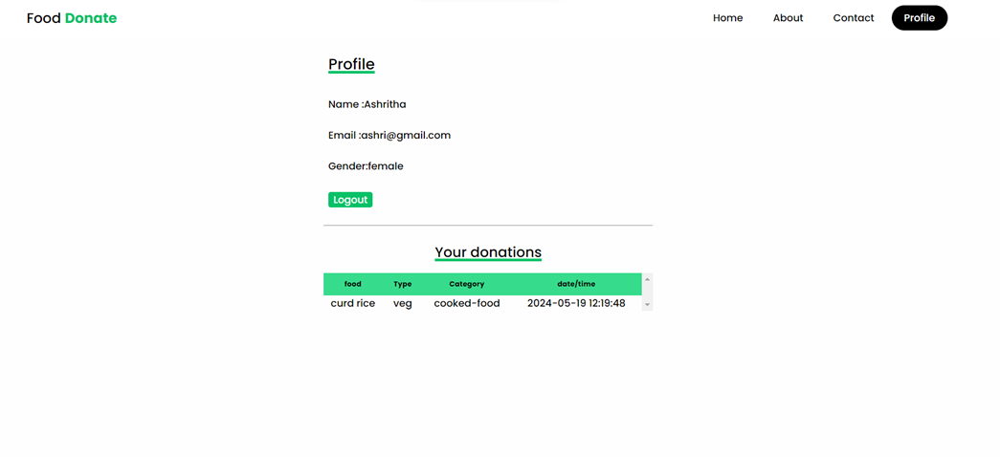 Food Donate Home About Contact Profile
Profile
Name :Ashritha
Email :ashri@gmail.com
Gender:female
Logout
Your donations
food Type Category date/time
curd rice veg cooked-food 2024-05-19 12:19:48